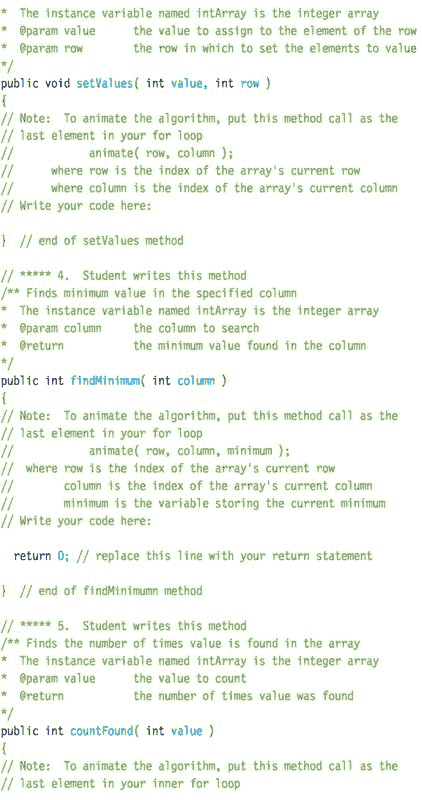 *  The instance variable named intArray is the integer array
*  @param value      the value to assign to the element of the row
*  @param row        the row in which to set the elements to value
*/
public void setValues( int value, int row )
{
// Note:  To animate the algorithm, put this method call as the
// last element in your for loop
//            animate( row, column );
//      where row is the index of the array's current row
//      where column is the index of the array's current column
// Write your code here:

}  // end of setValues method

// ***** 4.  Student writes this method
/** Finds minimum value in the specified column
*  The instance variable named intArray is the integer array
*  @param column     the column to search
*  @return           the minimum value found in the column
*/
public int findMinimum( int column )
{
// Note:  To animate the algorithm, put this method call as the
// last element in your for loop
//            animate( row, column, minimum );
//  where row is the index of the array's current row
//        column is the index of the array's current column
//        minimum is the variable storing the current minimum
// Write your code here:

  return 0; // replace this line with your return statement

}  // end of findMinimumn method

// ***** 5.  Student writes this method
/** Finds the number of times value is found in the array
*  The instance variable named intArray is the integer array
*  @param value      the value to count
*  @return           the number of times value was found
*/
public int countFound( int value )
{
// Note:  To animate the algorithm, put this method call as the
// last element in your inner for loop